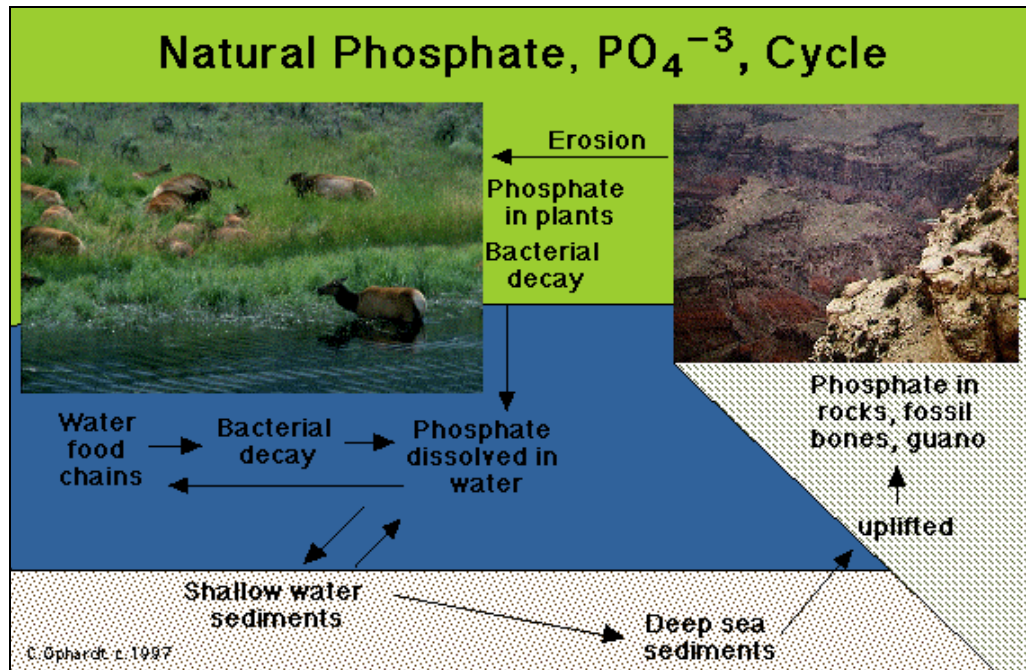 Natural Phosphate, PO₄⁻³, Cycle
Erosion
Phosphate
in plants
Bacterial
decay
Phosphate in
rocks, fossil
bones, guano
uplifted
Water
food
chains
Bacterial
decay
Phosphate
dissolved in
water
Shallow water
sediments
Deep sea
sediments
C. Ophardt c. 1997